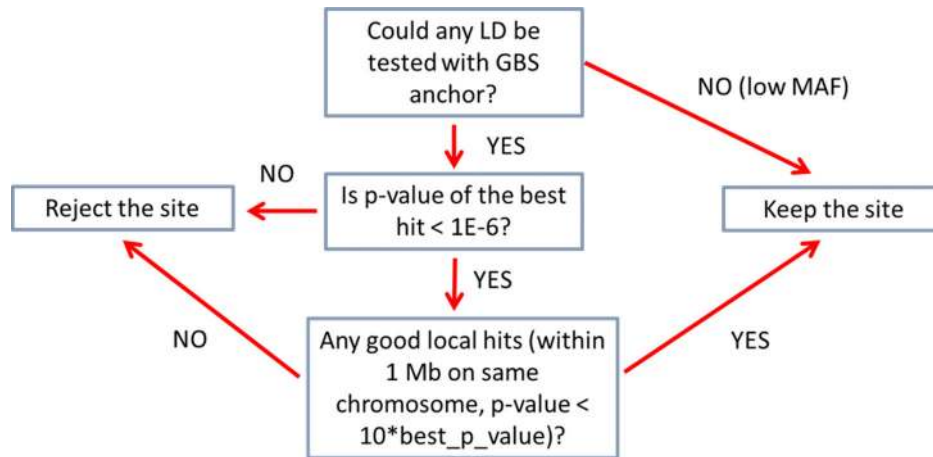 Could any LD be
tested with GBS
anchor?
NO (low MAF)
YES
NO
Reject the site
Is p-value of the best
hit < 1E-6?
Keep the site
YES
NO
Any good local hits (within
1 Mb on same
chromosome, p-value <
10*best_p_value)?
YES